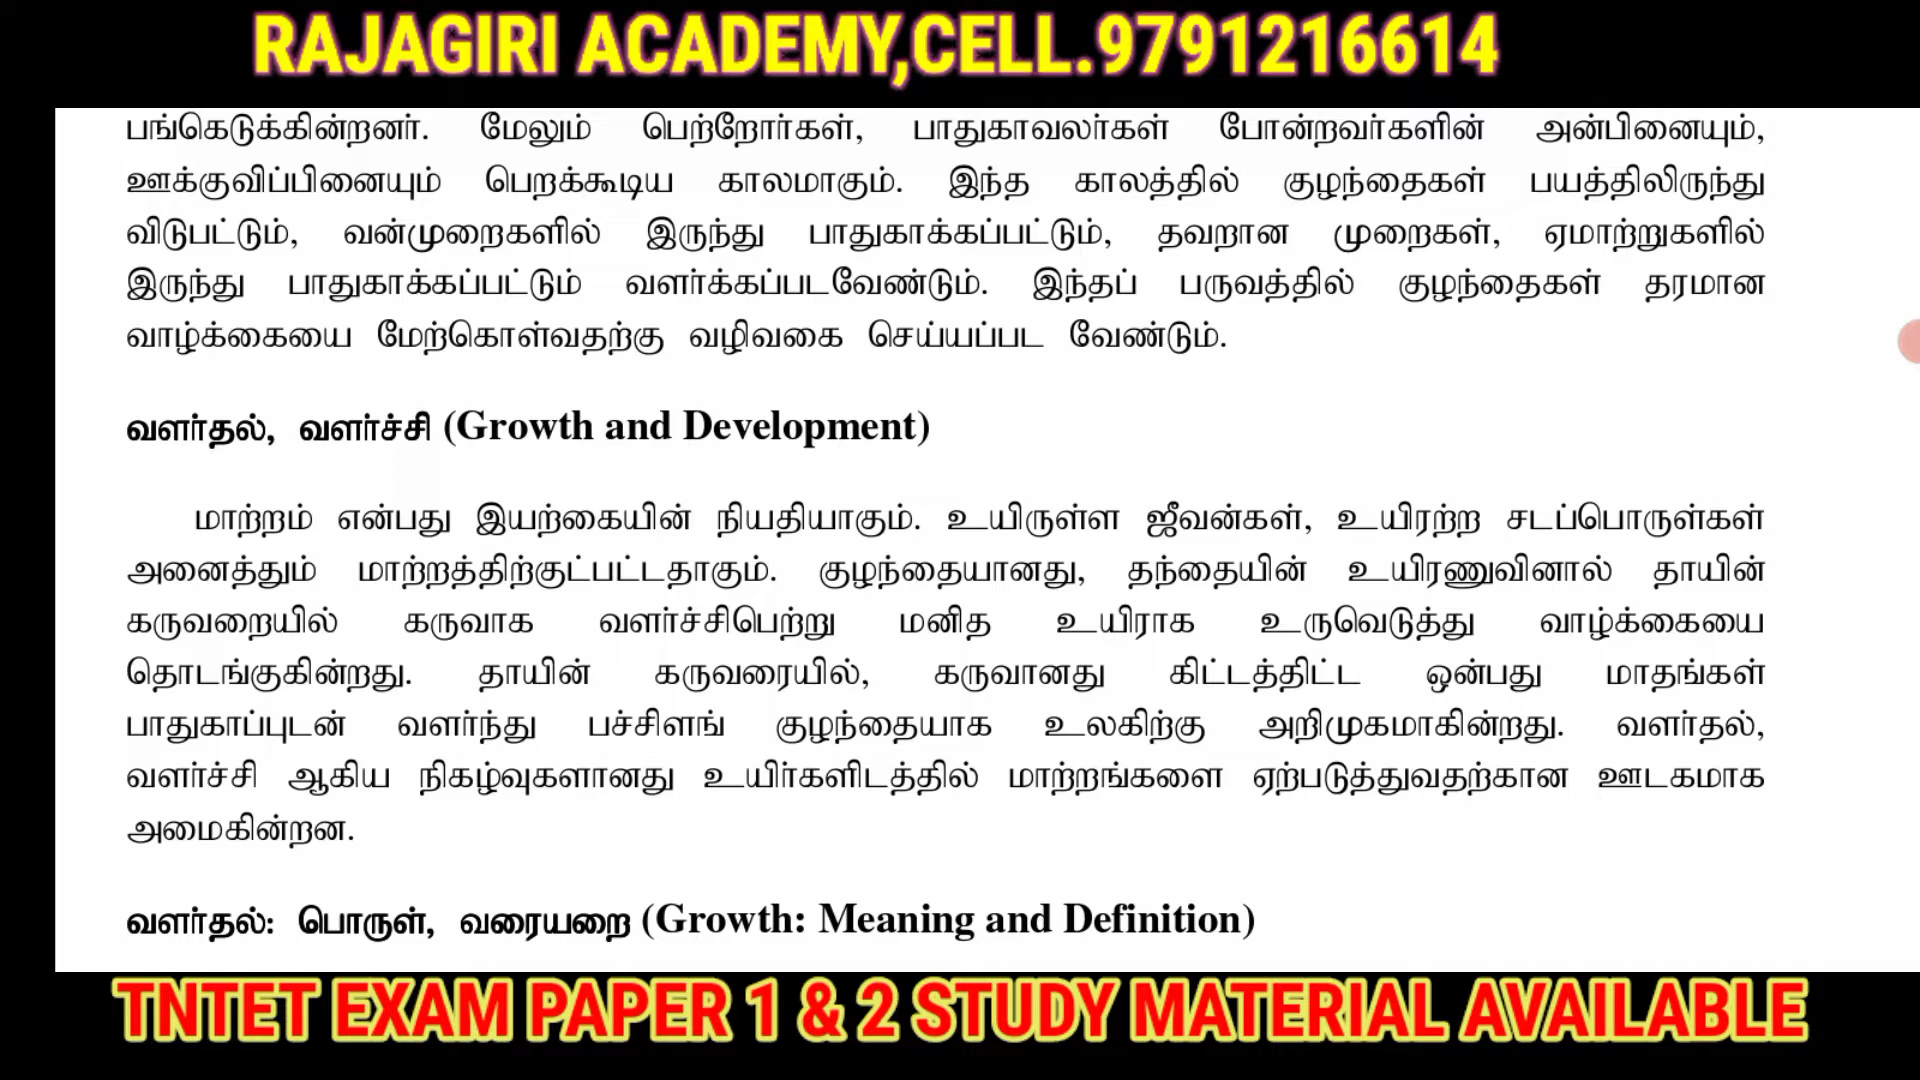 RAJAGIRI ACADEMY,CELL.9791216614
பங்கெடுக்கின்றனர். மேலும் பெற்றோர்கள், பாதுகாவலர்கள் போன்றவர்களின் அன்பினையும்,
ஊக்குவிப்பினையும் பெறக்கூடிய காலமாகும். இந்த காலத்தில் குழந்தைகள் பயத்திலிருந்து
விடுபட்டும், வன்முறைகளில் இருந்து பாதுகாக்கப்பட்டும், தவறான முறைகள், ஏமாற்றுகளில்
இருந்து பாதுகாக்கப்பட்டும் வளர்க்கப்படவேண்டும். இந்தப் பருவத்தில் குழந்தைகள் தரமான
வாழ்க்கையை மேற்கொள்வதற்கு வழிவகை செய்யப்பட வேண்டும்.
வளர்தல், வளர்ச்சி (Growth and Development)
மாற்றம் என்பது இயற்கையின் நியதியாகும். உயிருள்ள ஜீவன்கள், உயிரற்ற சடப்பொருள்கள்
அனைத்தும் மாற்றத்திற்குட்பட்டதாகும். குழந்தையானது, தந்தையின் உயிரணுவினால் தாயின்
கருவறையில் கருவாக வளர்ச்சிபெற்று மனித உயிராக உருவெடுத்து வாழ்க்கையை
தொடங்குகின்றது. தாயின் கருவரையில், கருவானது கிட்டத்திட்ட ஒன்பது மாதங்கள்
பாதுகாப்புடன் வளர்ந்து பச்சிளங் குழந்தையாக உலகிற்கு அறிமுகமாகின்றது. வளர்தல்,
வளர்ச்சி ஆகிய நிகழ்வுகளானது உயிர்களிடத்தில் மாற்றங்களை ஏற்படுத்துவதற்கான ஊடகமாக
அமைகின்றன.
வளர்தல்: பொருள், வரையறை (Growth: Meaning and Definition)
TNTET EXAM PAPER 1 & 2 STUDY MATERIAL AVAILABLE